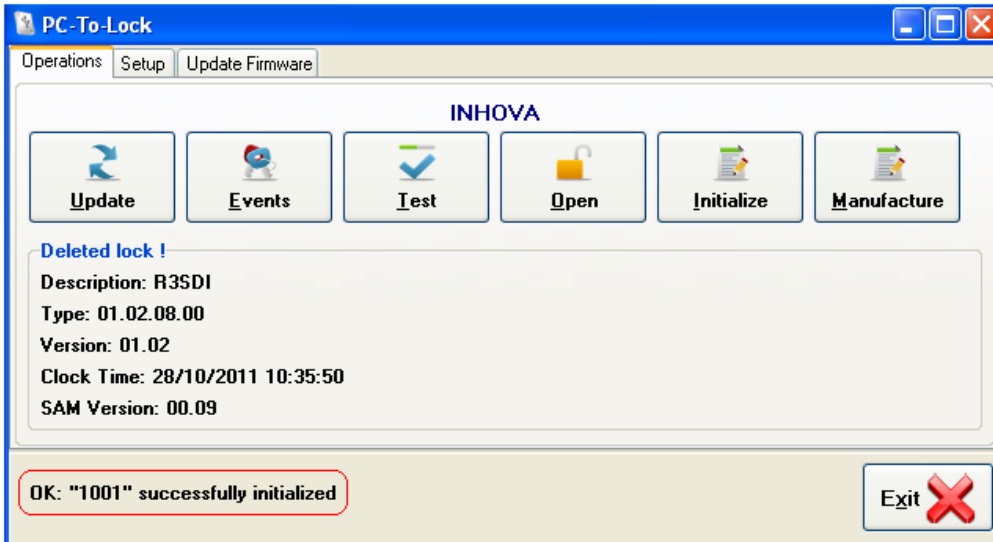 PC-To-Lock
Operations Setup Update Firmware
INHOVA
Update Events Test Open Initialize Manufacture
Deleted lock !
Description: R3SDI
Type: 01.02.08.00
Version: 01.02
Clock Time: 28/10/2011 10:35:50
SAM Version: 00.09
OK: "1001" successfully initialized
Exit